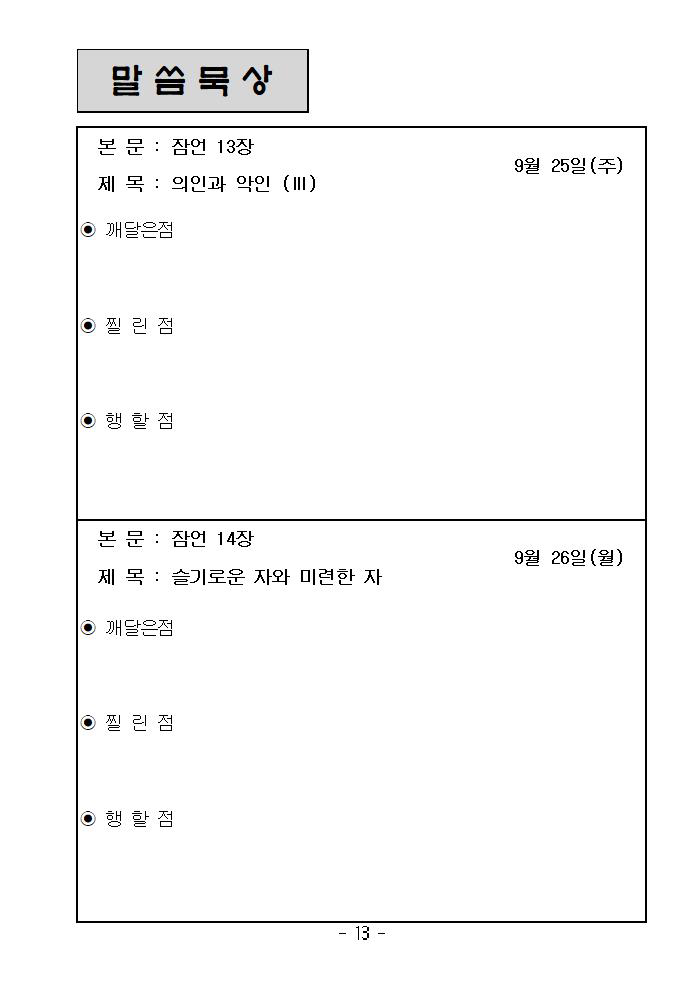 말 씀 묵 상
본 문 : 잠언 13장
9월 25일(주)
제 목 : 의인과 악인 (Ⅲ)
◉ 깨달은점
◉ 찔 린 점
◉ 행 할 점
본 문 : 잠언 14장
9월 26일(월)
제 목 : 슬기로운 자와 미련한 자
◉ 깨달은점
◉ 찔 린 점
◉ 행 할 점
- 13 -